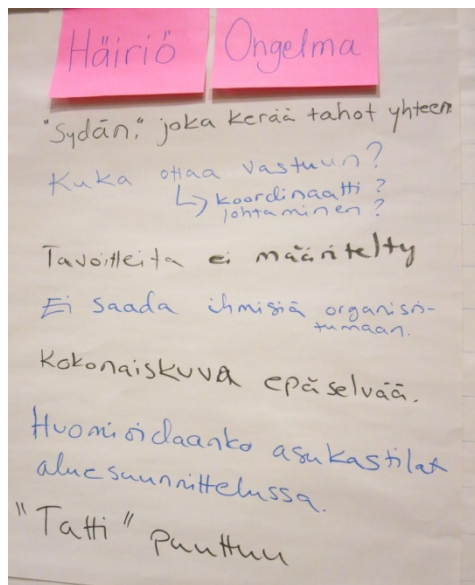 Häiriö Ongelma
"Sydän," joka kerää tahot yhteen
Kuka ottaa vastuun?
↳ koordinaatti?
johtaminen?
Tavoitteita ei määritelty
Ei saada ihmisiä organisoi-
tumaan.
Kokonaiskuva epäselvää.
Huomioidaanko asukastilat
aluesuunnittelussa.
"Tatti" puuttuu